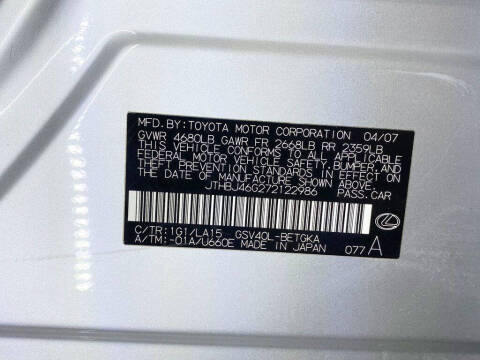 MFD.BY:TOYOTA MOTOR CORPORATION 04/07
GVWR 4680LB GAWR FR 2668LB RR 2359LB
THIS VEHICLE CONFORMS TO ALL APPLICABLE
FEDERAL MOTOR VEHICLE SAFETY,BUMPER,AND
THEFT PREVENTION STANDARDS IN EFFECT ON
THE DATE OF MANUFACTURE SHOWN ABOVE.
JTHBJ46G272122986 PASS.CAR
C/TR:1G1/LA15 GSV40L-BETGKA
A/TM:-01A/U660E MADE IN JAPAN 077 A